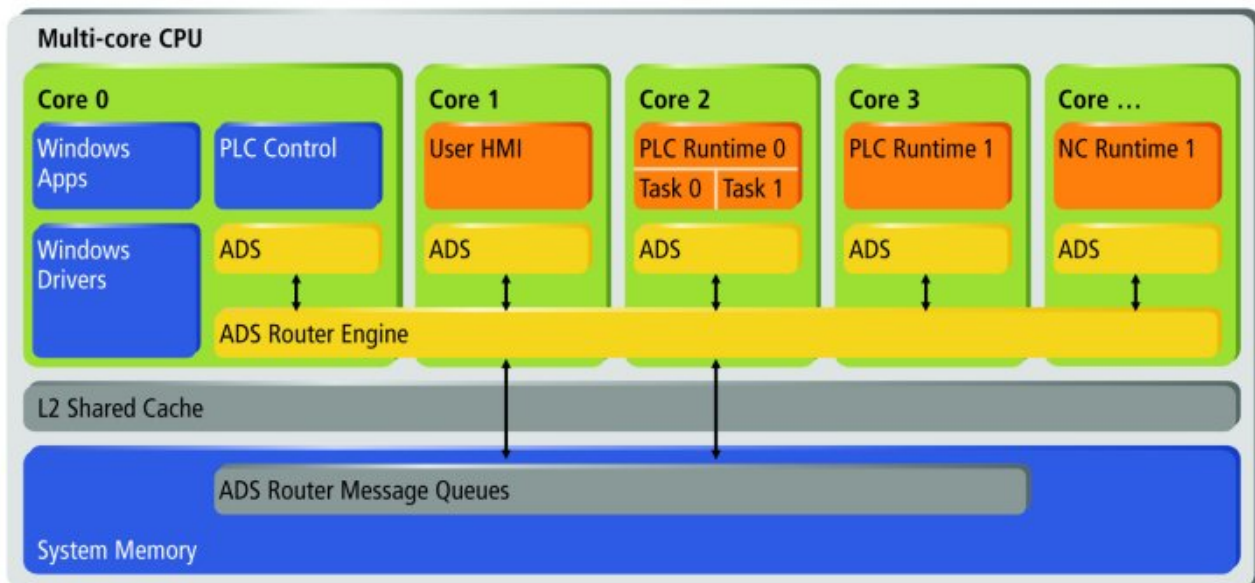 Multi-core CPU
Core 0
Windows
Apps
PLC Control
Windows
Drivers
ADS
Core 1
User HMI
ADS
Core 2
PLC Runtime 0
Task 0
Task 1
ADS
Core 3
PLC Runtime 1
ADS
Core ...
NC Runtime 1
ADS
ADS Router Engine
L2 Shared Cache
ADS Router Message Queues
System Memory